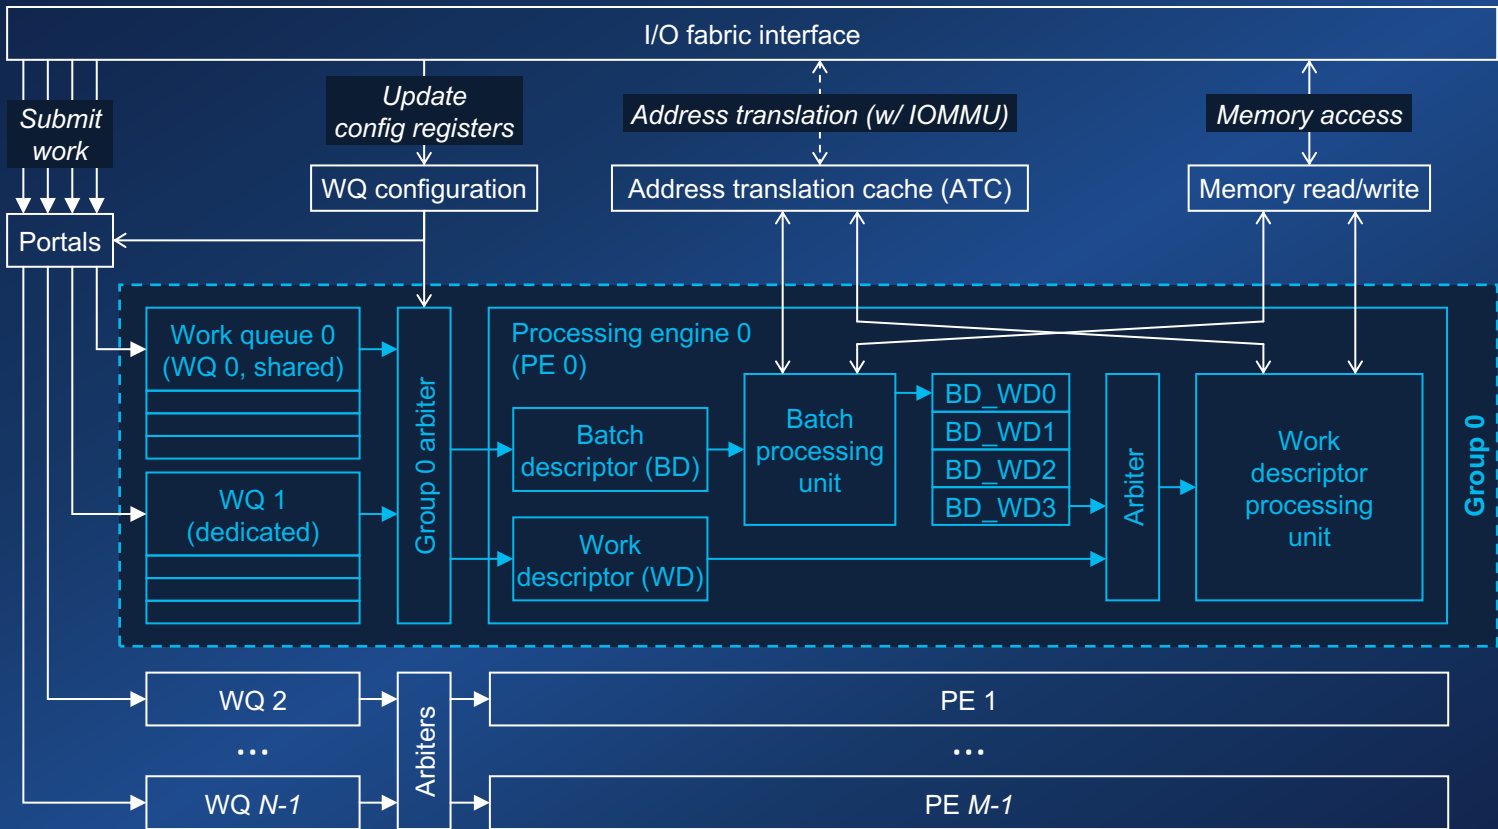 I/O fabric interface
Submit
work
Update
config registers
Address translation (w/ IOMMU)
Memory access
WQ configuration
Address translation cache (ATC)
Memory read/write
Portals
Work queue 0
(WQ 0, shared)
WQ 1
(dedicated)
Group 0 arbiter
Processing engine 0
(PE 0)
Batch
descriptor (BD)
Work
descriptor (WD)
Batch
processing
unit
BD_WD0
BD_WD1
BD_WD2
BD_WD3
Arbiter
Work
descriptor
processing
unit
Group 0
WQ 2
...
WQ N-1
Arbiters
PE 1
...
PE M-1